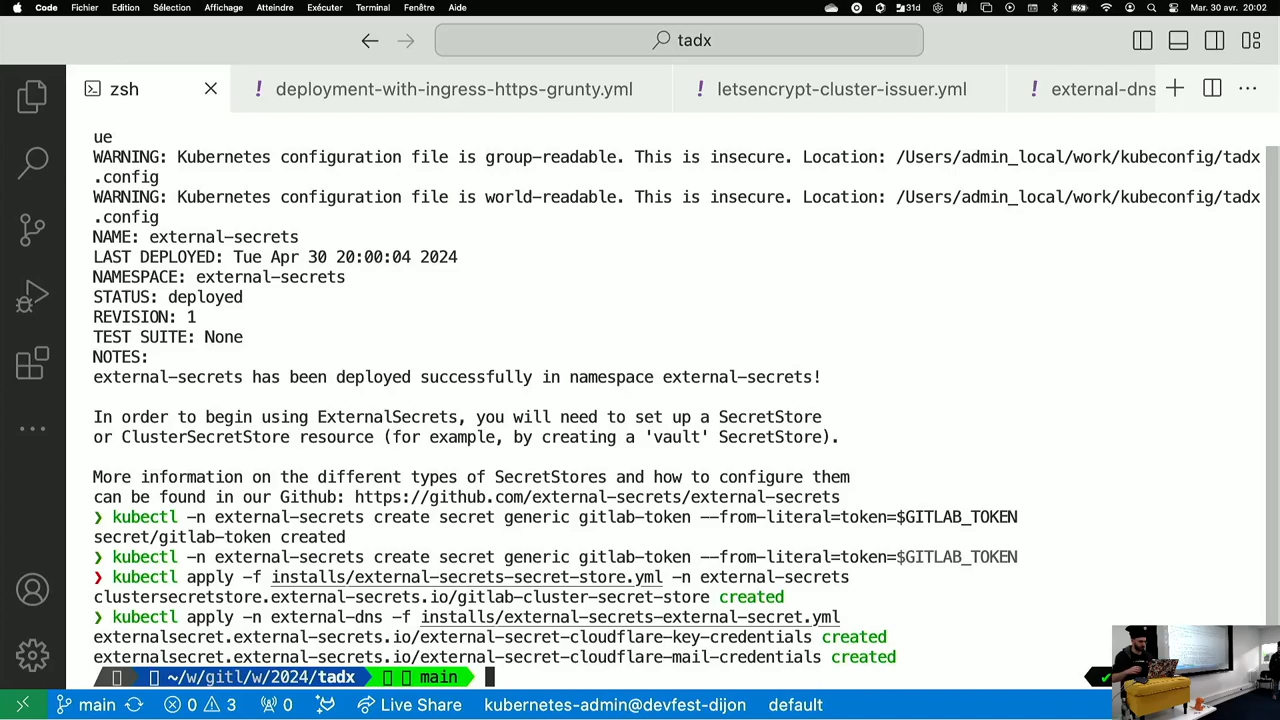 Code Fichier Edition Sélection Affichage Atteindre Exécuter Terminal Fenêtre Aide 31d Mar. 30 avr. 20:02
tadx
zsh
! deployment-with-ingress-https-grunty.yml
! letsencrypt-cluster-issuer.yml
! external-dns
ue
WARNING: Kubernetes configuration file is group-readable. This is insecure. Location: /Users/admin_local/work/kubeconfig/tadx
.config
WARNING: Kubernetes configuration file is world-readable. This is insecure. Location: /Users/admin_local/work/kubeconfig/tadx
.config
NAME: external-secrets
LAST DEPLOYED: Tue Apr 30 20:00:04 2024
NAMESPACE: external-secrets
STATUS: deployed
REVISION: 1
TEST SUITE: None
NOTES:
external-secrets has been deployed successfully in namespace external-secrets!
In order to begin using ExternalSecrets, you will need to set up a SecretStore
or ClusterSecretStore resource (for example, by creating a 'vault' SecretStore).
More information on the different types of SecretStores and how to configure them
can be found in our Github: https://github.com/external-secrets/external-secrets
❯ kubectl -n external-secrets create secret generic gitlab-token --from-literal=token=$GITLAB_TOKEN
secret/gitlab-token created
❯ kubectl -n external-secrets create secret generic gitlab-token --from-literal=token=$GITLAB_TOKEN
❯ kubectl apply -f installs/external-secrets-secret-store.yml -n external-secrets
clustersecretstore.external-secrets.io/gitlab-cluster-secret-store created
❯ kubectl apply -n external-dns -f installs/external-secrets-external-secret.yml
externalsecret.external-secrets.io/external-secret-cloudflare-key-credentials created
externalsecret.external-secrets.io/external-secret-cloudflare-mail-credentials created
~/w/gitl/w/2024/tadx main
main 0 3 0 Live Share kubernetes-admin@devfest-dijon default